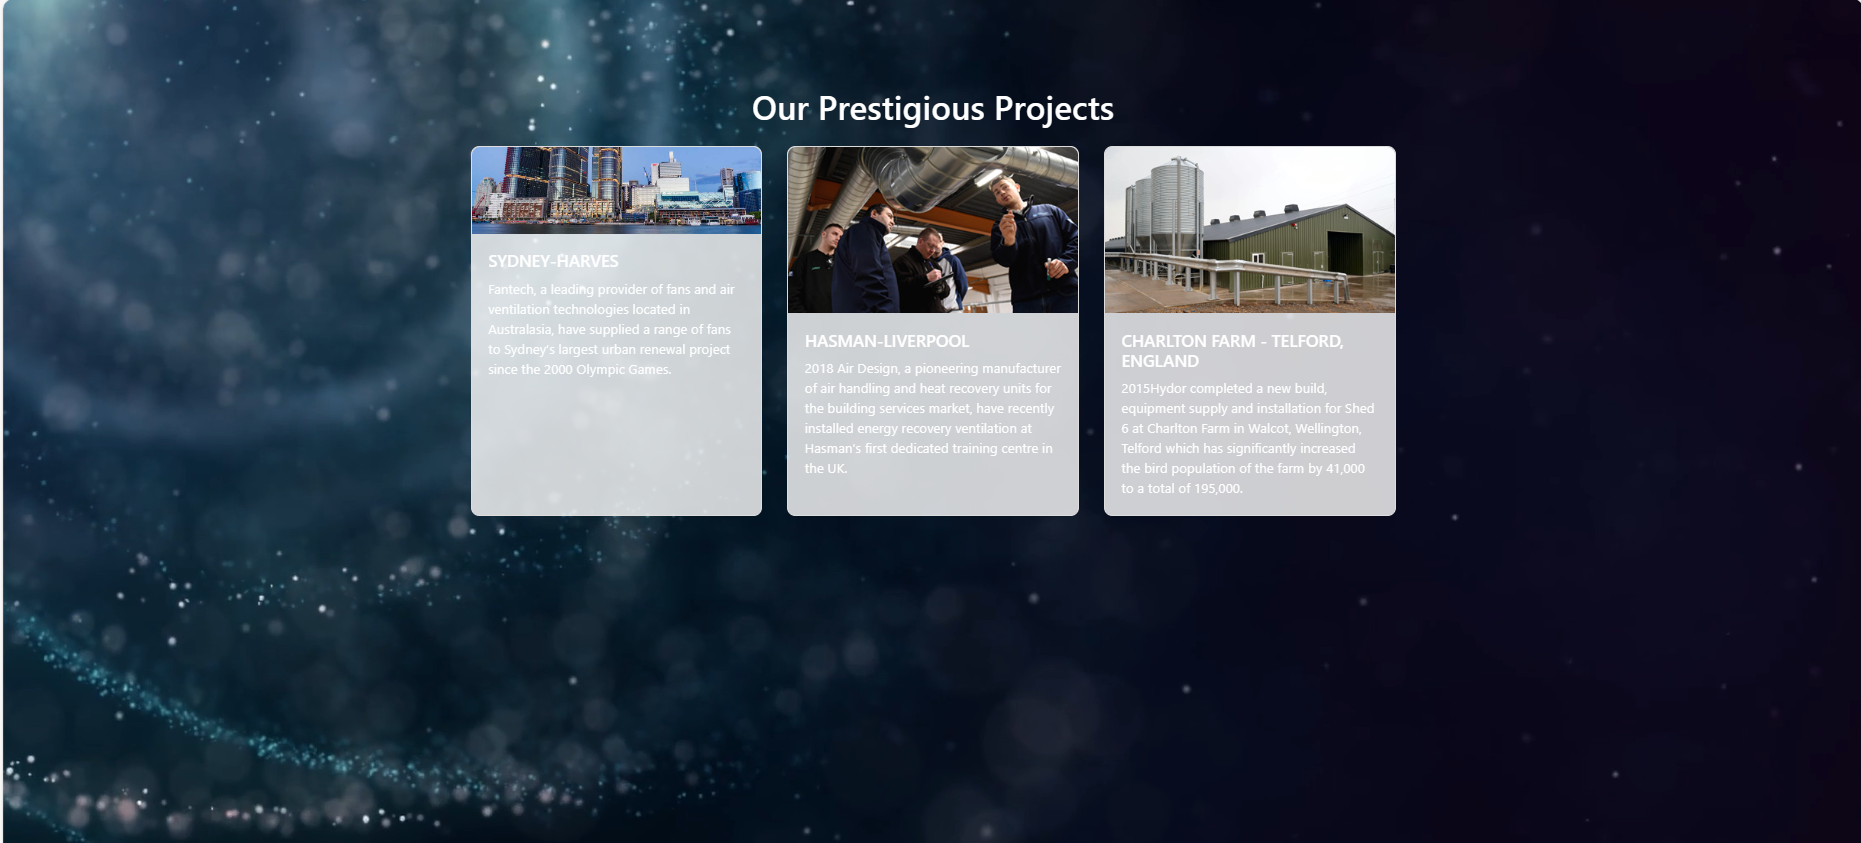 Our Prestigious Projects
SYDNEY-HARVES
Fantech, a leading provider of fans and air
ventilation technologies located in
Australasia, have supplied a range of fans
to Sydney's largest urban renewal project
since the 2000 Olympic Games.
HASMAN-LIVERPOOL
2018 Air Design, a pioneering manufacturer
of air handling and heat recovery units for
the building services market, have recently
installed energy recovery ventilation at
Hasman's first dedicated training centre in
the UK.
CHARLTON FARM - TELFORD,
ENGLAND
2015Hydor completed a new build,
equipment supply and installation for Shed
6 at Charlton Farm in Walcot, Wellington,
Telford which has significantly increased
the bird population of the farm by 41,000
to a total of 195,000.